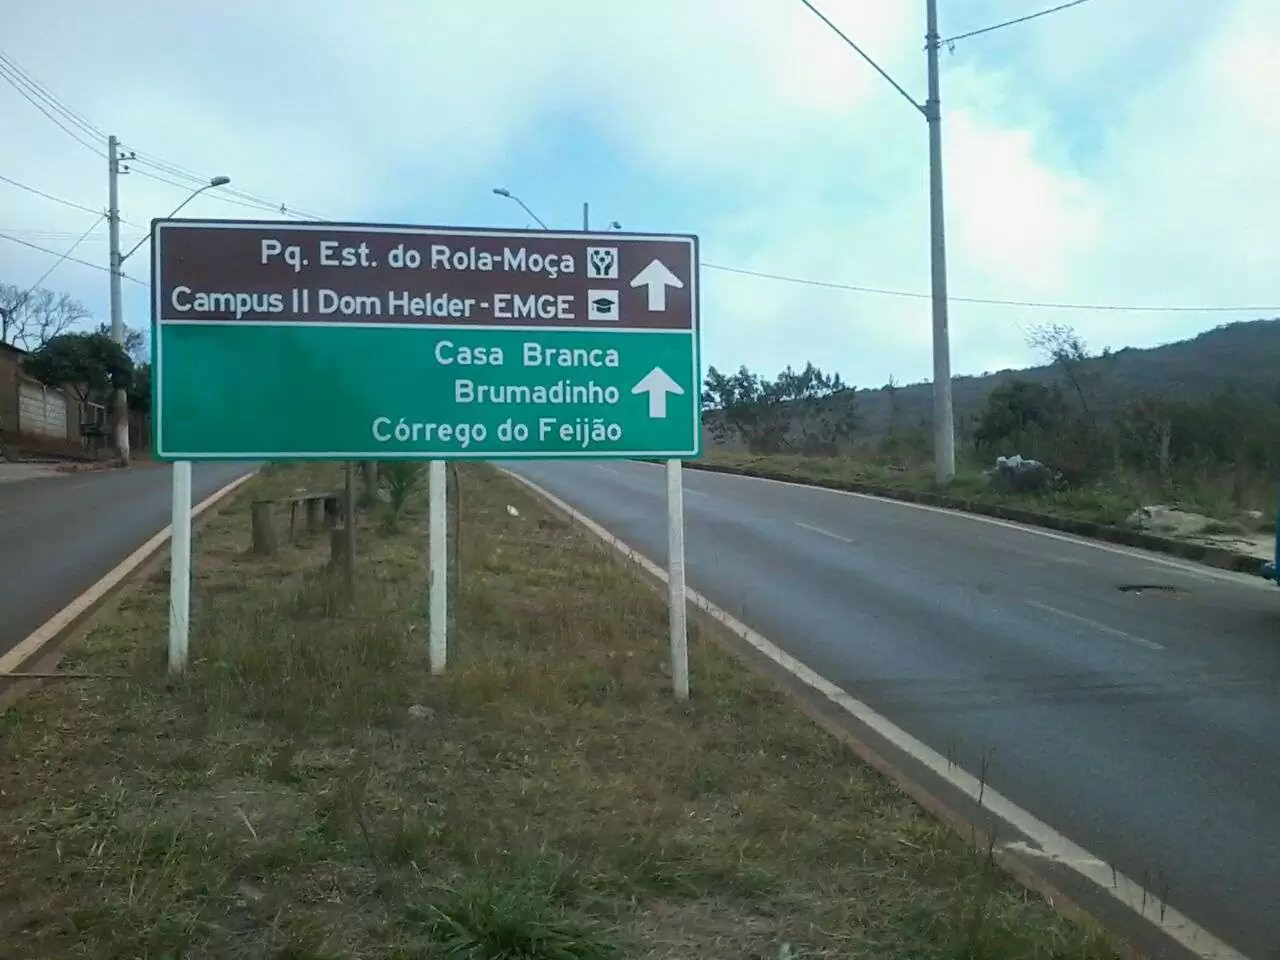 Pq. Est. do Rola-Moça
Campus II Dom Helder - EMGE
Casa Branca
Brumadinho
Córrego do Feijão